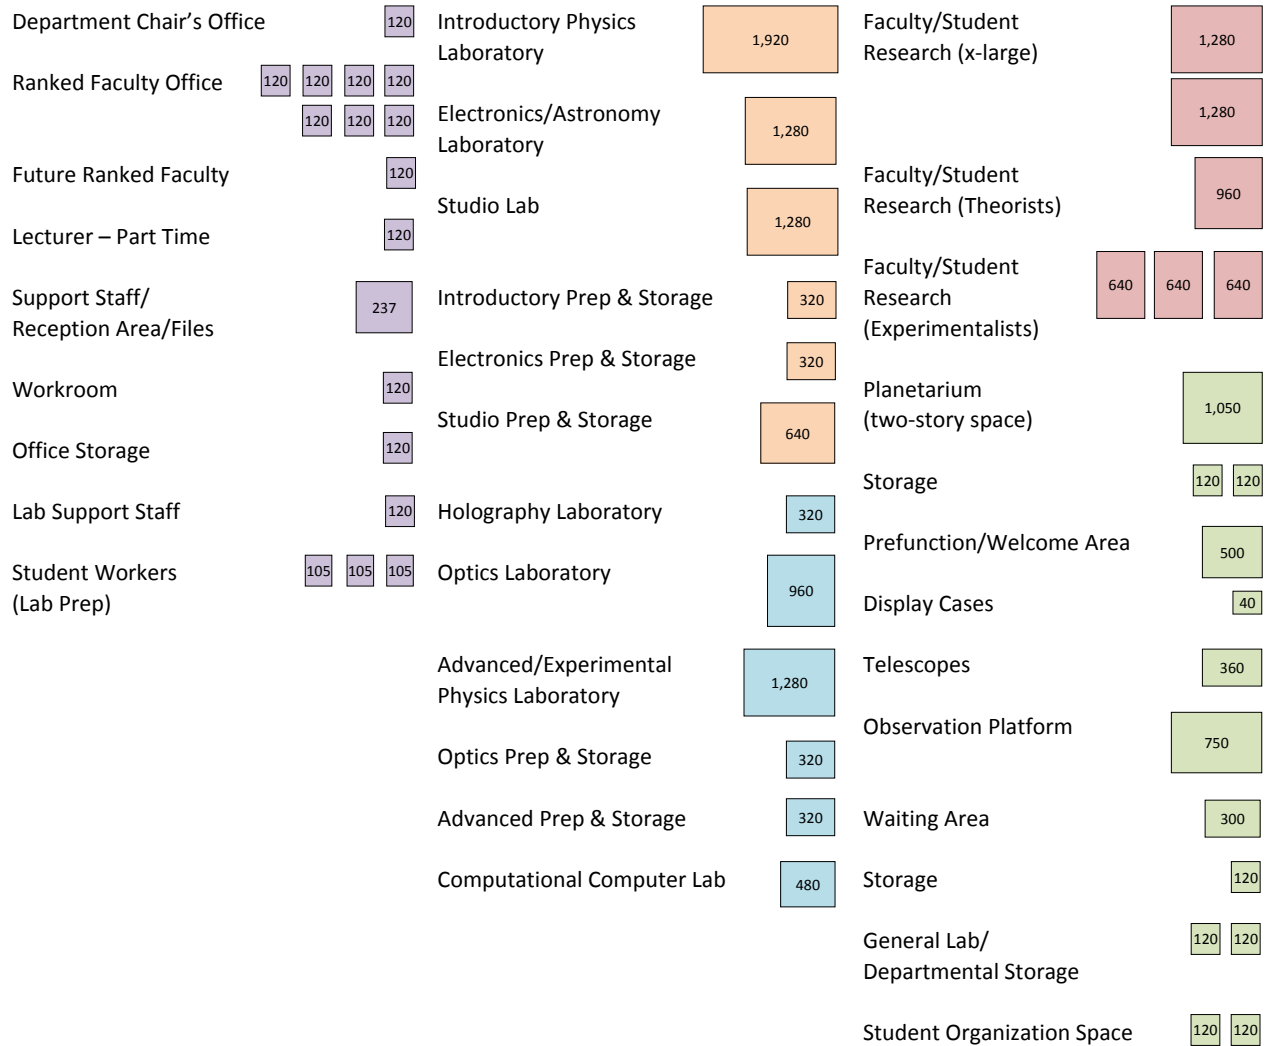 Department Chair’s Office 120
Ranked Faculty Office 120 120 120 120
120 120 120
Future Ranked Faculty 120
Lecturer – Part Time 120
Support Staff/
Reception Area/Files 237
Workroom 120
Office Storage 120
Lab Support Staff 120
Student Workers 105 105 105
(Lab Prep)
Introductory Physics
Laboratory 1,920
Electronics/Astronomy
Laboratory 1,280
Studio Lab 1,280
Introductory Prep & Storage 320
Electronics Prep & Storage 320
Studio Prep & Storage 640
Holography Laboratory 320
Optics Laboratory 960
Advanced/Experimental
Physics Laboratory 1,280
Optics Prep & Storage 320
Advanced Prep & Storage 320
Computational Computer Lab 480
Faculty/Student
Research (x-large) 1,280
1,280
Faculty/Student
Research (Theorists) 960
Faculty/Student
Research 640 640 640
(Experimentalists)
Planetarium
(two-story space) 1,050
Storage 120 120
Prefunction/Welcome Area 500
Display Cases 40
Telescopes 360
Observation Platform 750
Waiting Area 300
Storage 120
General Lab/ 120 120
Departmental Storage
Student Organization Space 120 120